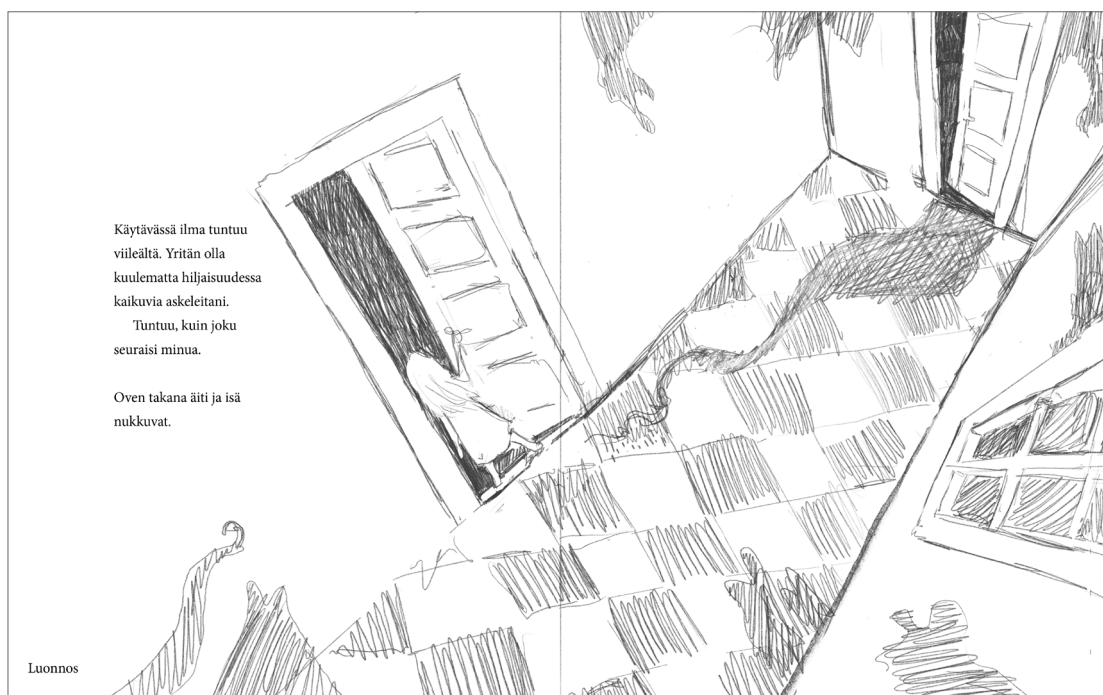 Käytävässä ilma tuntuu
viileältä. Yritän olla
kuulematta hiljaisuudessa
kaikuvia askeleitani.
Tuntuu, kuin joku
seuraisi minua.
Oven takana äiti ja isä
nukkuvat.
Luonnos